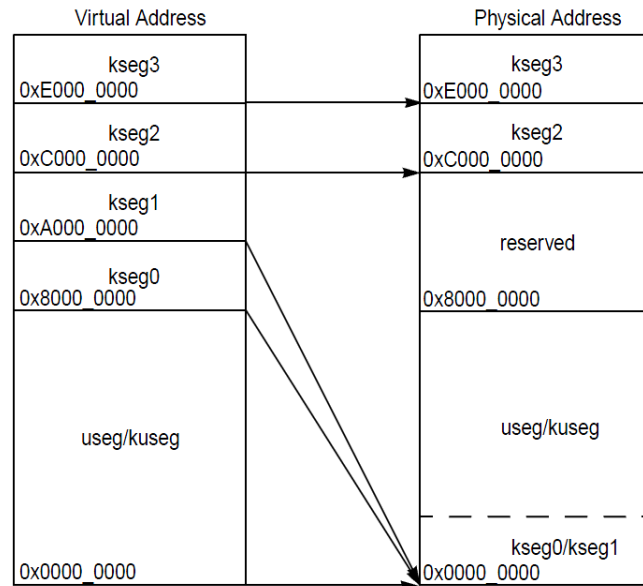 Virtual Address
kseg3
0xE000_0000
kseg2
0xC000_0000
kseg1
0xA000_0000
kseg0
0x8000_0000
useg/kuseg
0x0000_0000
Physical Address
kseg3
0xE000_0000
kseg2
0xC000_0000
reserved
0x8000_0000
useg/kuseg
kseg0/kseg1
0x0000_0000